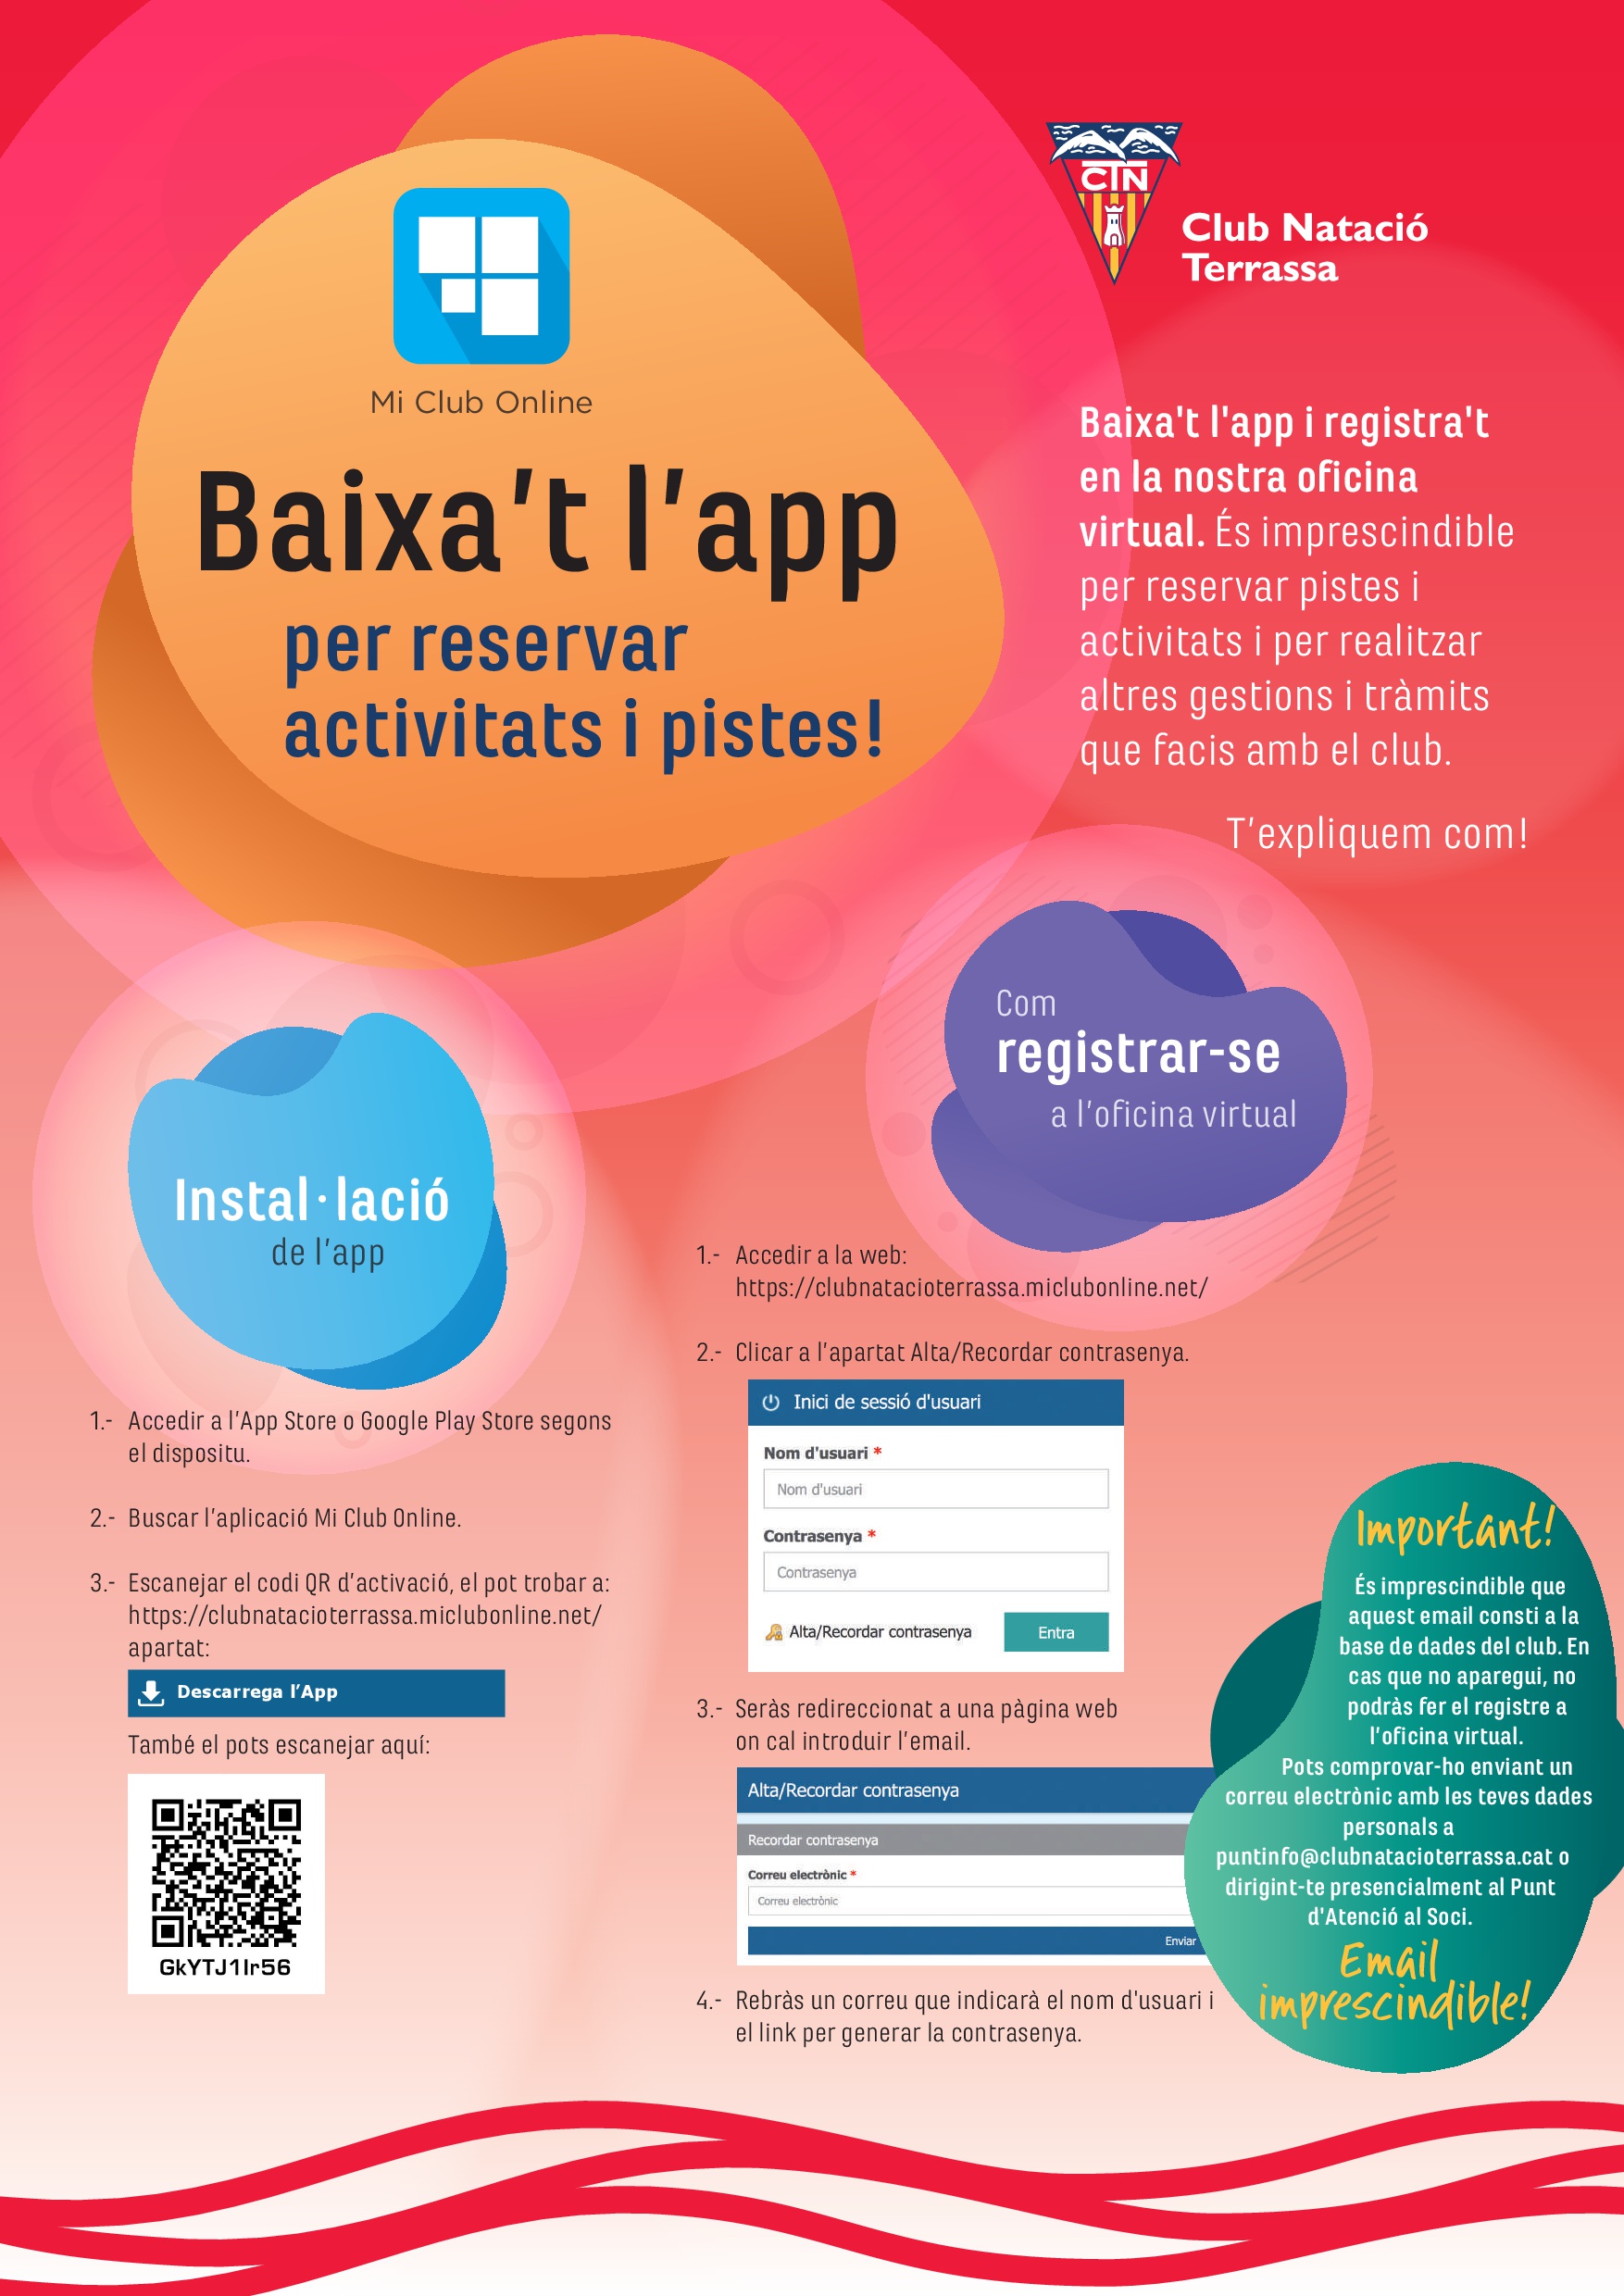 CTN
Club Natació
Terrassa
Mi Club Online
Baixa't l'app
per reservar
activitats i pistes!
Baixa't l'app i registra't
en la nostra oficina
virtual. És imprescindible
per reservar pistes i
activitats i per realitzar
altres gestions i tràmits
que facis amb el club.
T'expliquem com!
Instal·lació
de l'app
1.- Accedir a l'App Store o Google Play Store segons
el dispositu.
2.- Buscar l'aplicació Mi Club Online.
3.- Escanejar el codi QR d'activació, el pot trobar a:
https://clubnatacioterrassa.miclubonline.net/
apartat:
Descarrega l'App
També el pots escanejar aquí:
GkYTJ1lr56
Com
registrar-se
a l'oficina virtual
1.- Accedir a la web:
https://clubnatacioterrassa.miclubonline.net/
2.- Clicar a l'apartat Alta/Recordar contrasenya.
Inici de sessió d'usuari
Nom d'usuari *
Nom d'usuari
Contrasenya *
Contrasenya
Alta/Recordar contrasenya Entra
3.- Seràs redireccionat a una pàgina web
on cal introduir l'email.
Alta/Recordar contrasenya
Recordar contrasenya
Correu electrònic *
Correu electrònic
Enviar
4.- Rebràs un correu que indicarà el nom d'usuari i
el link per generar la contrasenya.
Important!
És imprescindible que
aquest email consti a la
base de dades del club. En
cas que no aparegui, no
podràs fer el registre a
l'oficina virtual.
Pots comprovar-ho enviant un
correu electrònic amb les teves dades
personals a
puntinfo@clubnatacioterrassa.cat o
dirigint-te presencialment al Punt
d'Atenció al Soci.
Email
imprescindible!